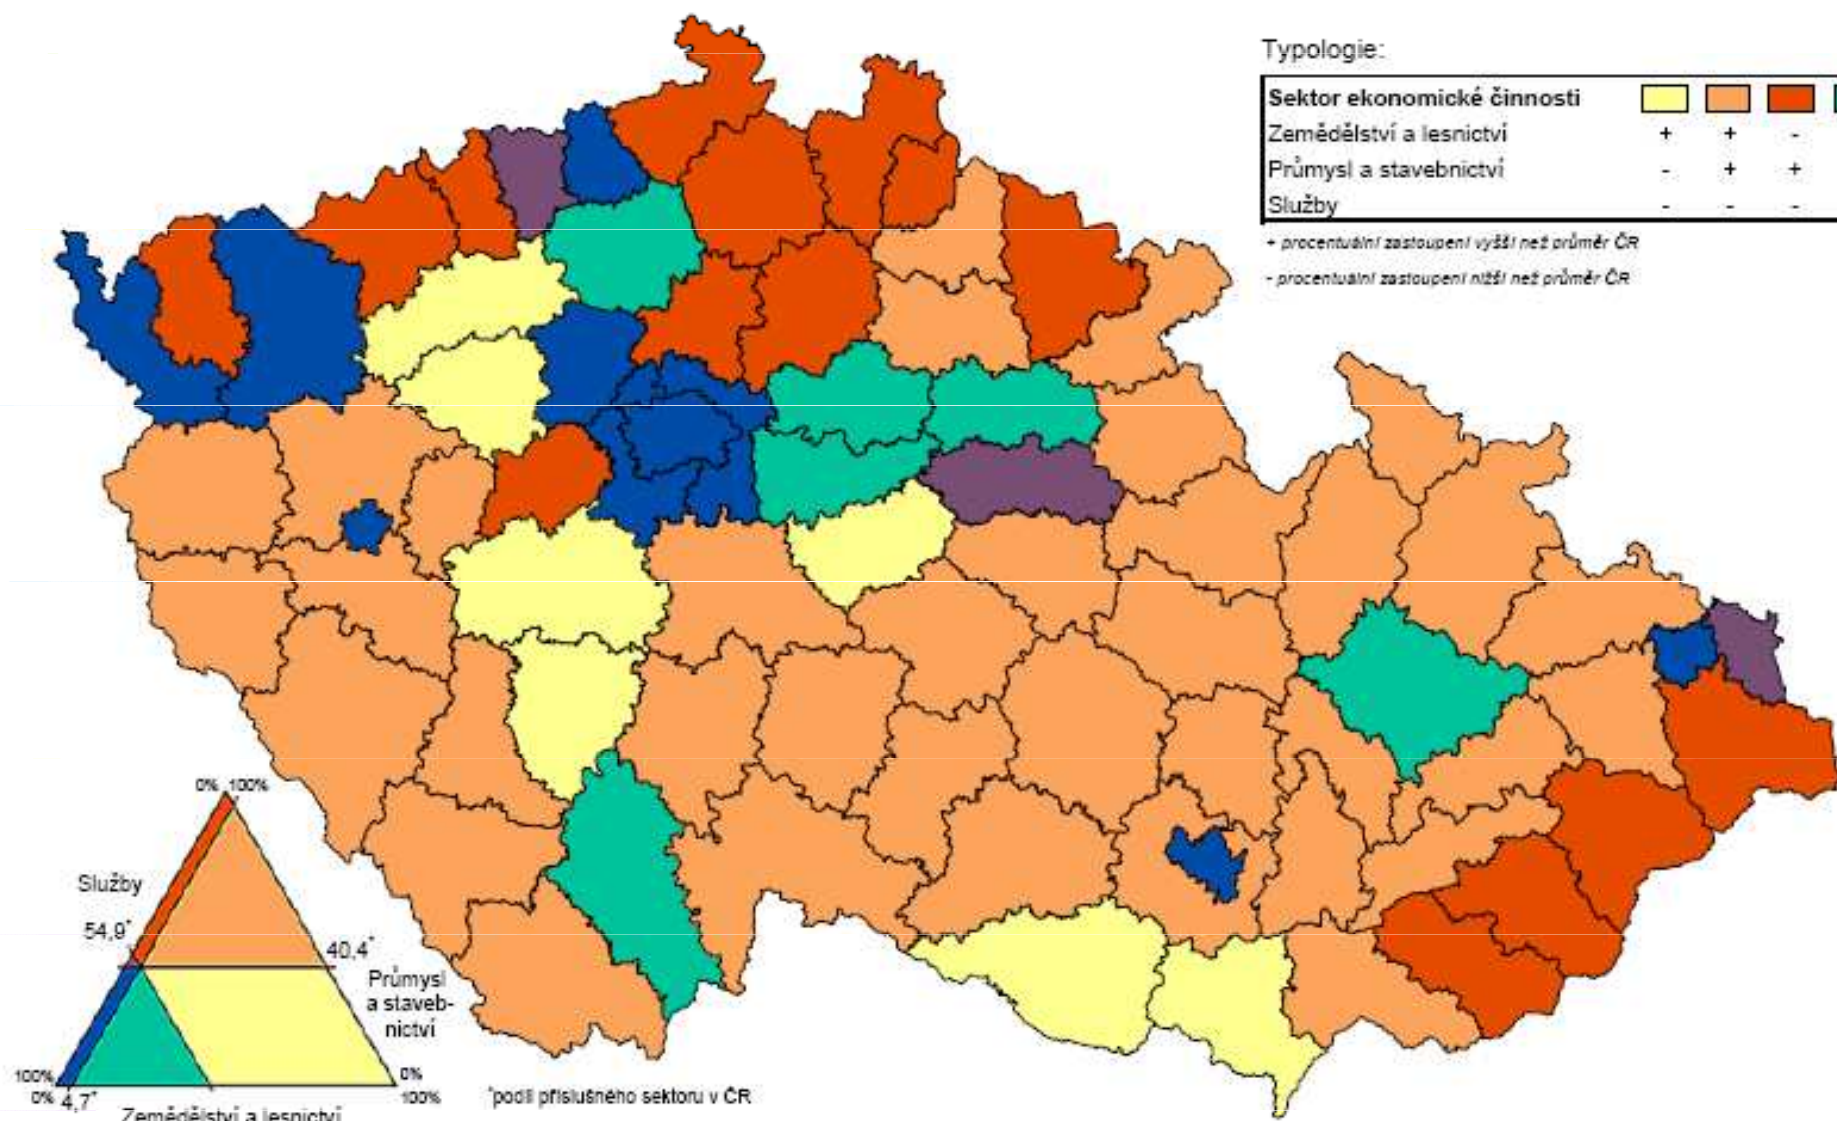 Typologie:
Sektor ekonomické činnosti
Zemědělství a lesnictví + + -
Průmysl a stavebnictví - + +
Služby - - -
+ procentuální zastoupení vyšší než průměr ČR
- procentuální zastoupení nižší než průměr ČR
0% 100%
Služby
54,9*
40,4*
Průmysl
a staveb-
nictví
100%
0%
0%
4,7*
100%
Zemědělství a lesnictví
*podíl příslušného sektoru v ČR